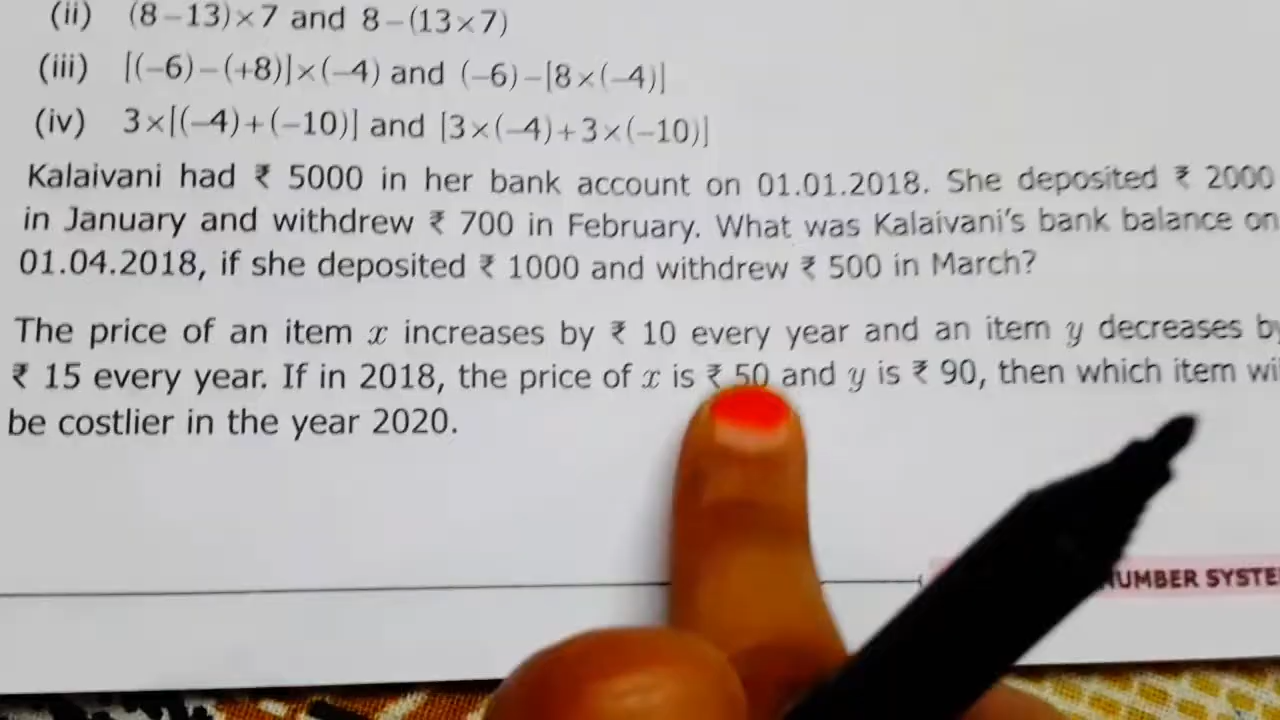 (ii) (8-13)×7 and 8-(13×7)
(iii) [(-6)-(+8)]×(-4) and (-6)-[8×(-4)]
(iv) 3×[(-4)+(-10)] and [3×(-4)+3×(-10)]
Kalaivani had ₹ 5000 in her bank account on 01.01.2018. She deposited ₹ 2000
in January and withdrew ₹ 700 in February. What was Kalaivani's bank balance on
01.04.2018, if she deposited ₹ 1000 and withdrew ₹ 500 in March?
The price of an item x increases by ₹ 10 every year and an item y decreases by
₹ 15 every year. If in 2018, the price of x is ₹ 50 and y is ₹ 90, then which item wi
be costlier in the year 2020.
NUMBER SYSTE